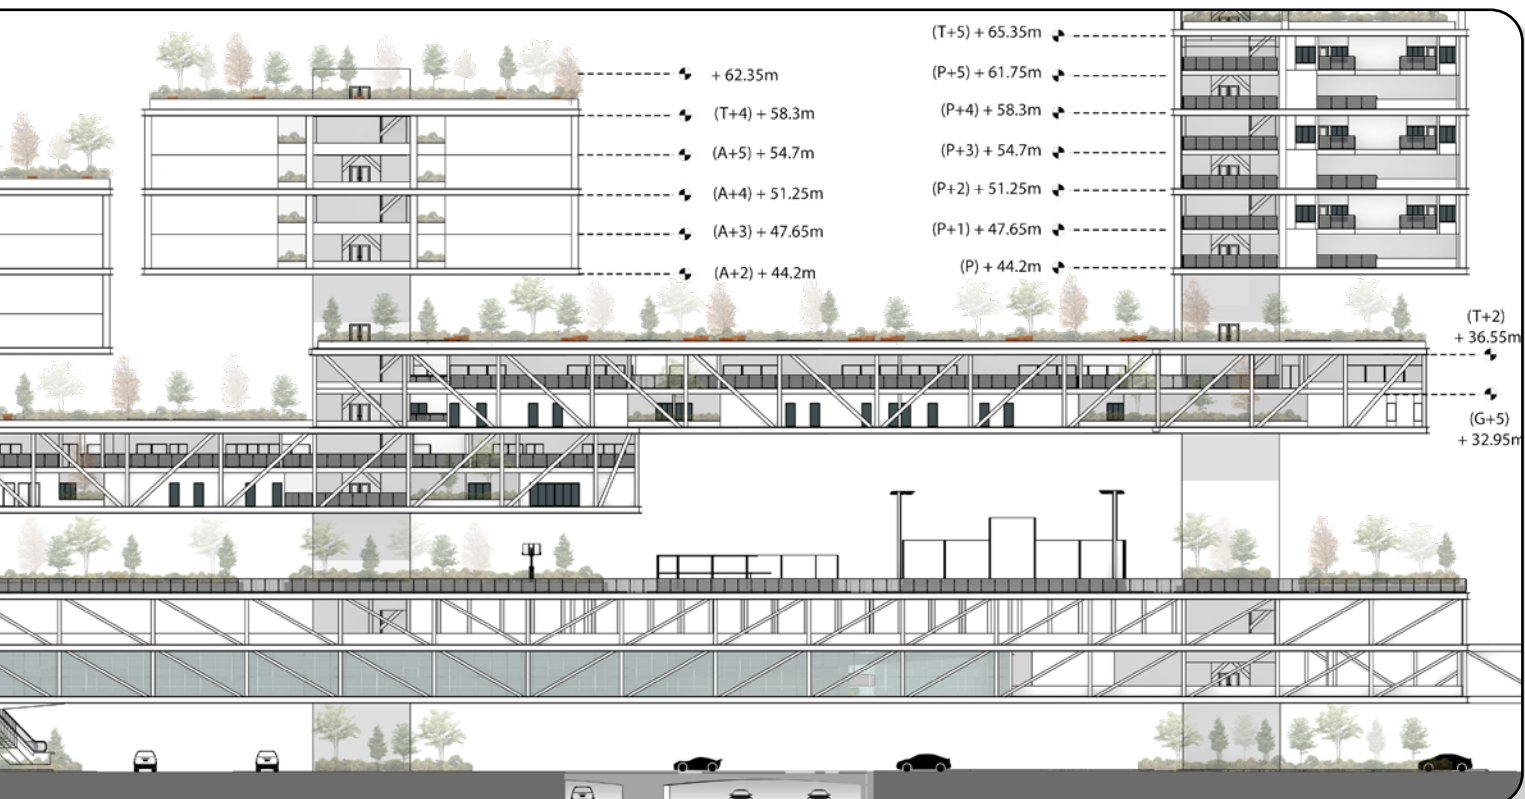 + 62.35m
(T+4) + 58.3m
(A+5) + 54.7m
(A+4) + 51.25m
(A+3) + 47.65m
(A+2) + 44.2m
(T+5) + 65.35m
(P+5) + 61.75m
(P+4) + 58.3m
(P+3) + 54.7m
(P+2) + 51.25m
(P+1) + 47.65m
(P) + 44.2m
(T+2)
+ 36.55m
(G+5)
+ 32.95m